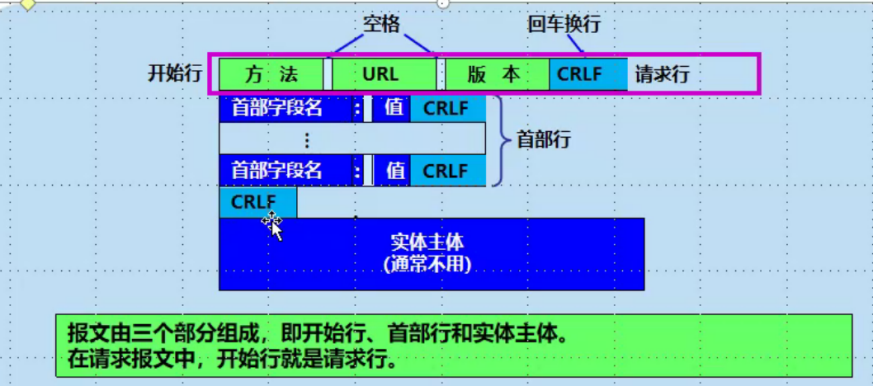 空格 回车换行
开始行 方 法 URL 版 本 CRLF 请求行
首部字段名 : 值 CRLF
⋮ 首部行
首部字段名 : 值 CRLF
CRLF
实体主体
(通常不用)
报文由三个部分组成，即开始行、首部行和实体主体。
在请求报文中，开始行就是请求行。